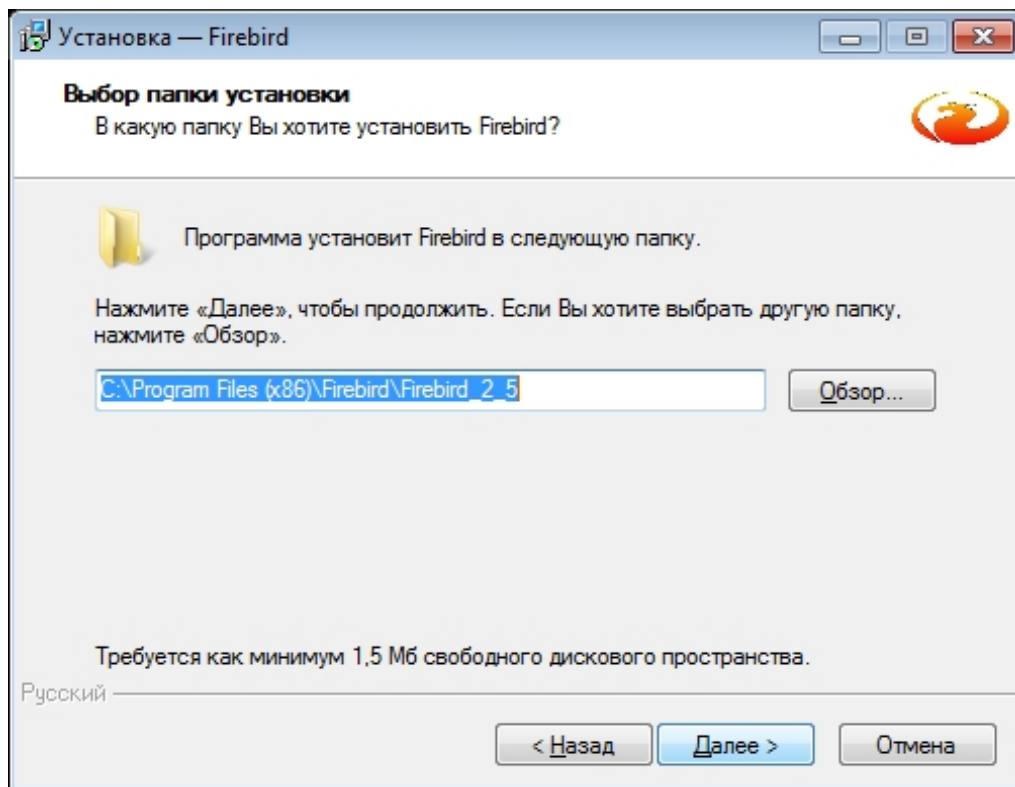 Установка — Firebird
Выбор папки установки
В какую папку Вы хотите установить Firebird?
Программа установит Firebird в следующую папку.
Нажмите «Далее», чтобы продолжить. Если Вы хотите выбрать другую папку,
нажмите «Обзор».
C:\Program Files (x86)\Firebird\Firebird_2_5
Обзор...
Требуется как минимум 1,5 Мб свободного дискового пространства.
Русский
< Назад
Далее >
Отмена